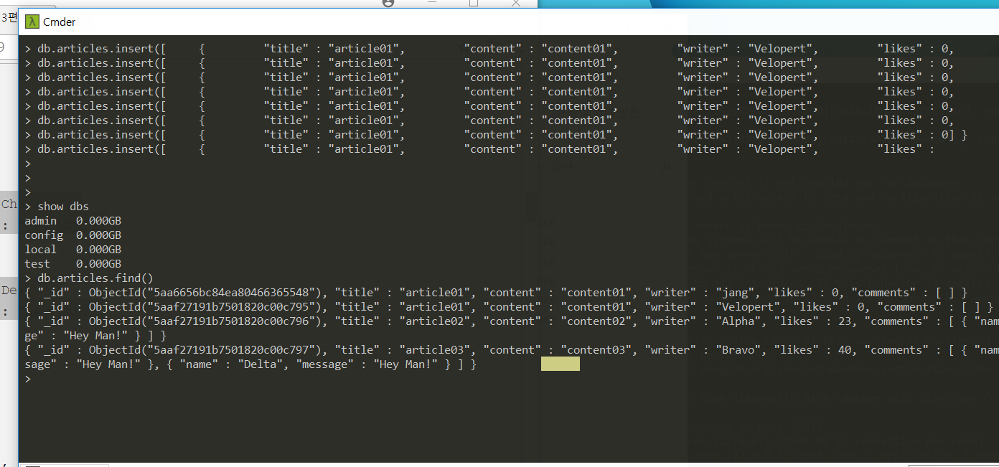 3편
Cmder
9
> db.articles.insert([ { "title" : "article01", "content" : "content01", "writer" : "Velopert", "likes" : 0,
> db.articles.insert([ { "title" : "article01", "content" : "content01", "writer" : "Velopert", "likes" : 0,
> db.articles.insert([ { "title" : "article01", "content" : "content01", "writer" : "Velopert", "likes" : 0,
> db.articles.insert([ { "title" : "article01", "content" : "content01", "writer" : "Velopert", "likes" : 0,
> db.articles.insert([ { "title" : "article01", "content" : "content01", "writer" : "Velopert", "likes" : 0,
> db.articles.insert([ { "title" : "article01", "content" : "content01", "writer" : "Velopert", "likes" : 0,
> db.articles.insert([ { "title" : "article01", "content" : "content01", "writer" : "Velopert", "likes" : 0] }
> db.articles.insert([ { "title" : "article01", "content" : "content01", "writer" : "Velopert", "likes" :
>
>
>
> show dbs
admin 0.000GB
config 0.000GB
local 0.000GB
test 0.000GB
> db.articles.find()
{ "_id" : ObjectId("5aa6656bc84ea80466365548"), "title" : "article01", "content" : "content01", "writer" : "jang", "likes" : 0, "comments" : [ ] }
{ "_id" : ObjectId("5aaf27191b7501820c00c795"), "title" : "article01", "content" : "content01", "writer" : "Velopert", "likes" : 0, "comments" : [ ] }
{ "_id" : ObjectId("5aaf27191b7501820c00c796"), "title" : "article02", "content" : "content02", "writer" : "Alpha", "likes" : 23, "comments" : [ { "nam
ge" : "Hey Man!" } ] }
{ "_id" : ObjectId("5aaf27191b7501820c00c797"), "title" : "article03", "content" : "content03", "writer" : "Bravo", "likes" : 40, "comments" : [ { "nam
sage" : "Hey Man!" }, { "name" : "Delta", "message" : "Hey Man!" } ] }
>
Ch
:
De
: